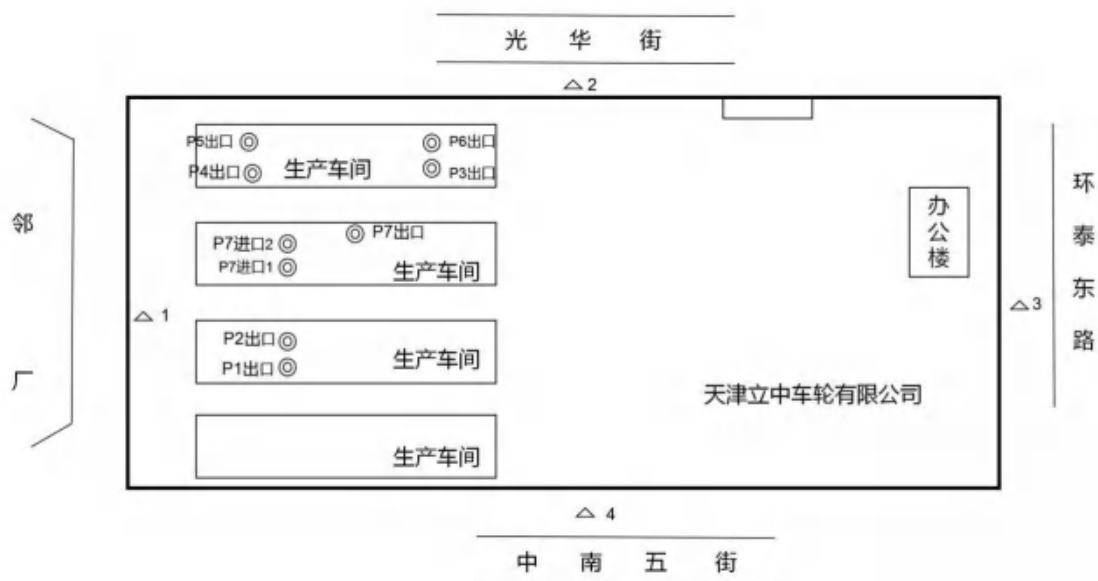 光 华 街
△2
P5出口
P6出口
P4出口
生产车间
P3出口
邻厂
P7进口2
P7出口
P7进口1
生产车间
办公楼
环泰东路
△ 1
△3
P2出口
P1出口
生产车间
天津立中车轮有限公司
生产车间
△ 4
中 南 五 街